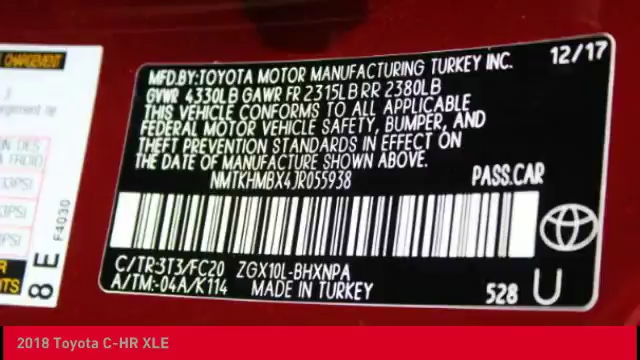 CHARGEMENT
33PSI
PSI
F4030
8 E
MFD.BY:TOYOTA MOTOR MANUFACTURING TURKEY INC. 12/17
GVWR 4330LB GAWR FR 2315LB RR 2380LB
THIS VEHICLE CONFORMS TO ALL APPLICABLE
FEDERAL MOTOR VEHICLE SAFETY, BUMPER, AND
THEFT PREVENTION STANDARDS IN EFFECT ON
THE DATE OF MANUFACTURE SHOWN ABOVE.
NMTKHMBX4JR055938 PASS.CAR
C/TR:3T3/FC20 ZGX10L-BHXNPA
A/TM:-04A/K114 MADE IN TURKEY 528 U
2018 Toyota C-HR XLE